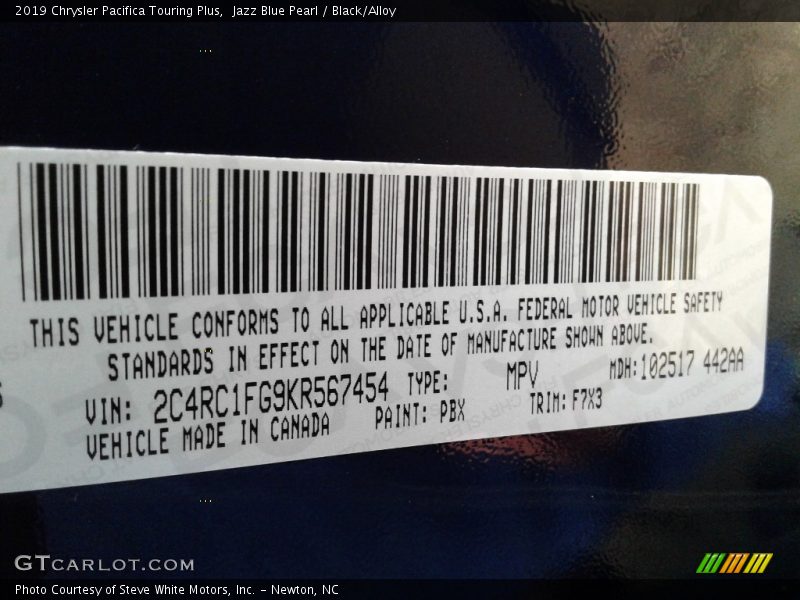 2019 Chrysler Pacifica Touring Plus,  Jazz Blue Pearl / Black/Alloy
THIS VEHICLE CONFORMS TO ALL APPLICABLE U.S.A. FEDERAL MOTOR VEHICLE SAFETY
STANDARDS IN EFFECT ON THE DATE OF MANUFACTURE SHOWN ABOVE.
VIN: 2C4RC1FG9KR567454 TYPE: MPV MDH:102517 442AA
VEHICLE MADE IN CANADA PAINT: PBX TRIM:F7X3
GTCARLOT.COM
Photo Courtesy of Steve White Motors, Inc. - Newton, NC